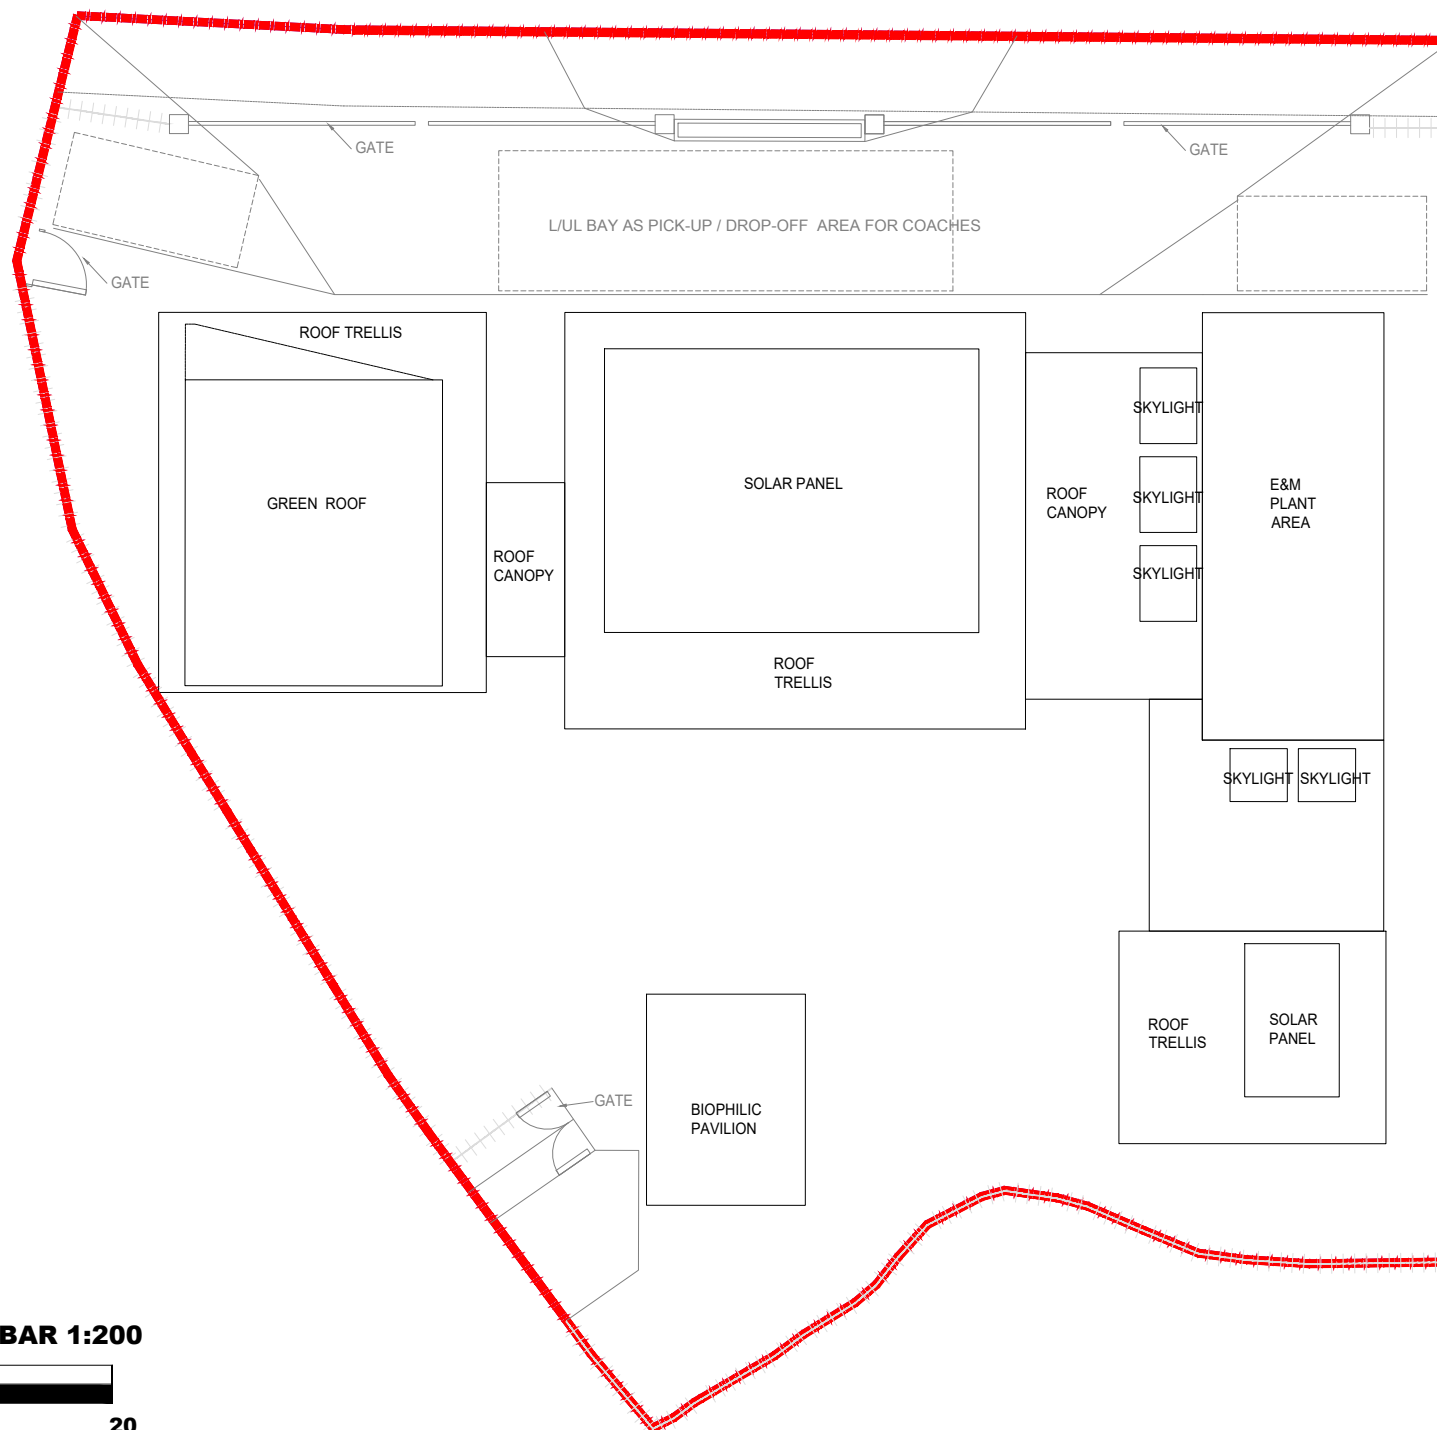 GATE
GATE
L/UL BAY AS PICK-UP / DROP-OFF AREA FOR COACHES
GATE
ROOF TRELLIS
SKYLIGHT
SOLAR PANEL
E&M
PLANT
AREA
GREEN ROOF
ROOF
CANOPY
SKYLIGHT
ROOF
CANOPY
SKYLIGHT
ROOF
TRELLIS
SKYLIGHT
SKYLIGHT
ROOF
TRELLIS
SOLAR
PANEL
GATE
BIOPHILIC
PAVILION
BAR 1:200
20